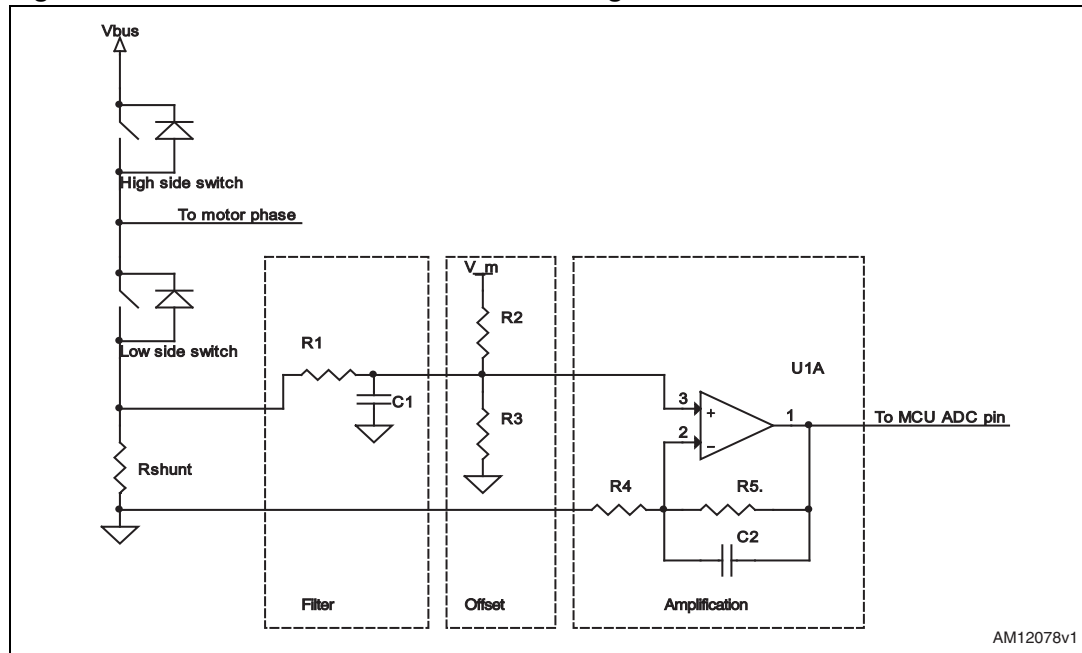 Vbus
High side switch
To motor phase
V_m
R2
Low side switch
R1
U1A
C1
3
+
1
To MCU ADC pin
R3
2
−
Rshunt
R4
R5.
C2
Filter
Offset
Amplification
AM12078v1